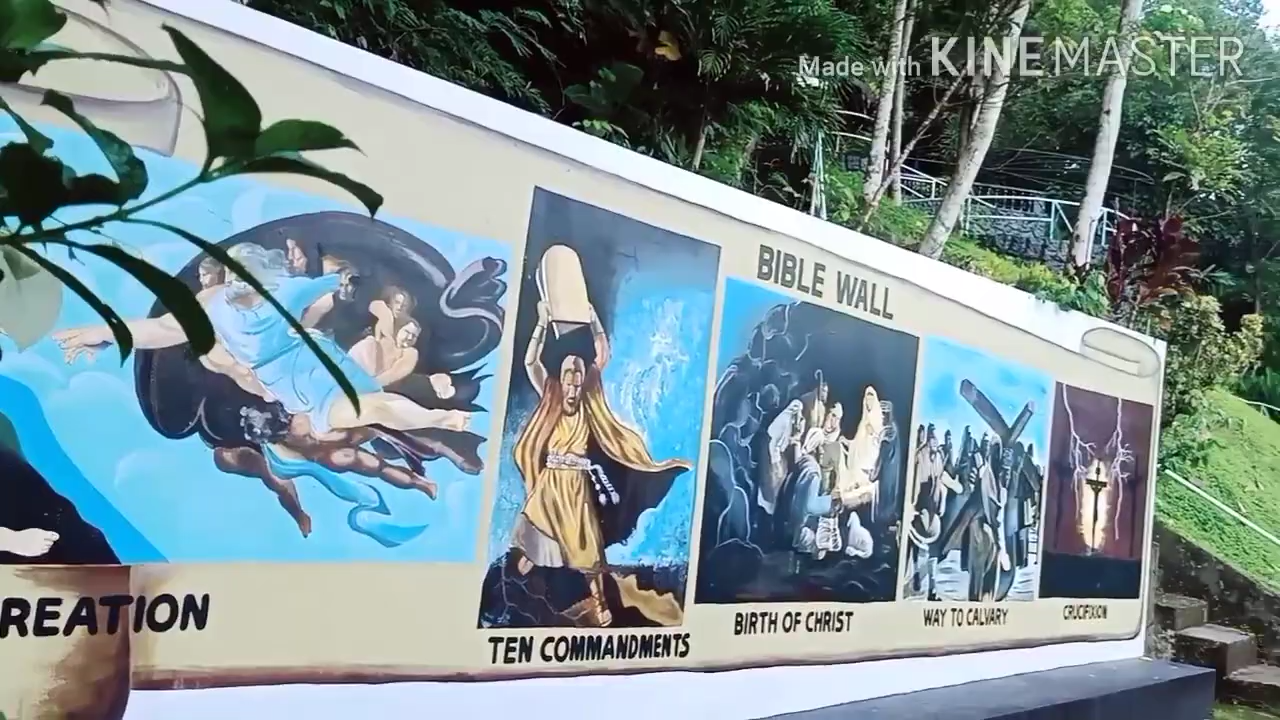 Made with KINEMASTER
BIBLE WALL
REATION
TEN COMMANDMENTS
BIRTH OF CHRIST
WAY TO CALVARY
CRUCIFIXION